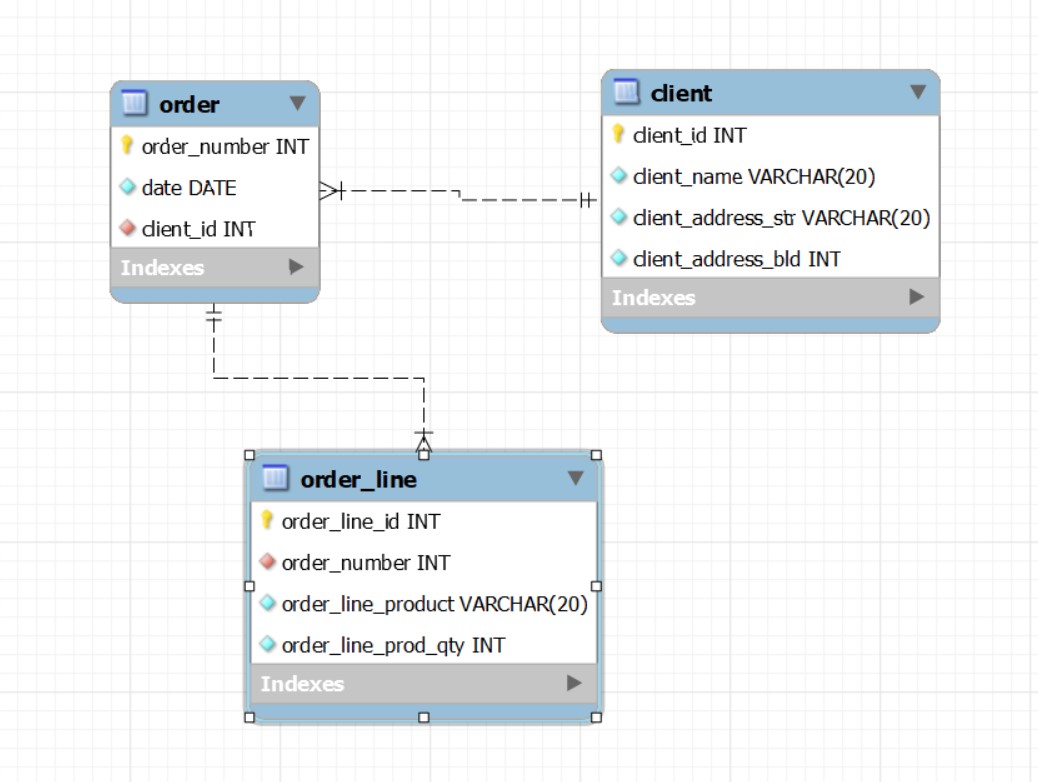 order
order_number INT
date DATE
client_id INT
Indexes
client
client_id INT
client_name VARCHAR(20)
client_address_str VARCHAR(20)
client_address_bld INT
Indexes
order_line
order_line_id INT
order_number INT
order_line_product VARCHAR(20)
order_line_prod_qty INT
Indexes